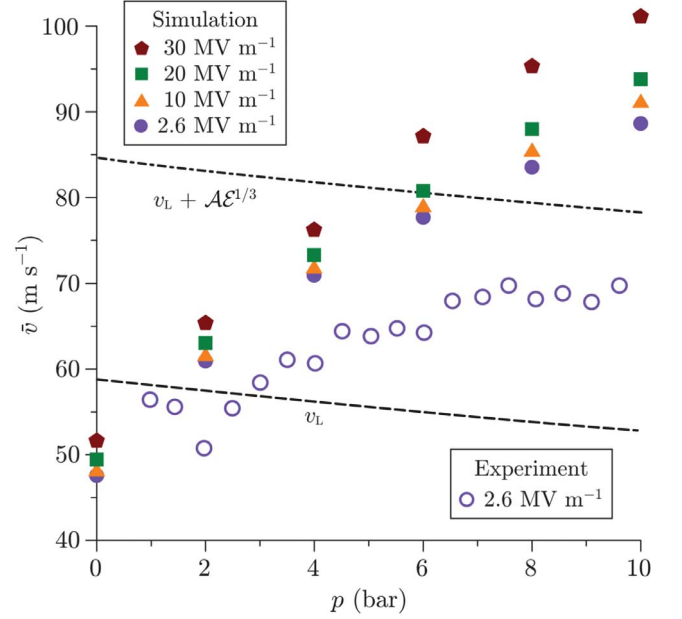 Simulation
30 MV m⁻¹
20 MV m⁻¹
10 MV m⁻¹
2.6 MV m⁻¹
100
90
80
70
60
50
40
v̄ (m s⁻¹)
v_L + 𝒜ℰ^{1/3}
v_L
Experiment
2.6 MV m⁻¹
0 2 4 6 8 10
p (bar)